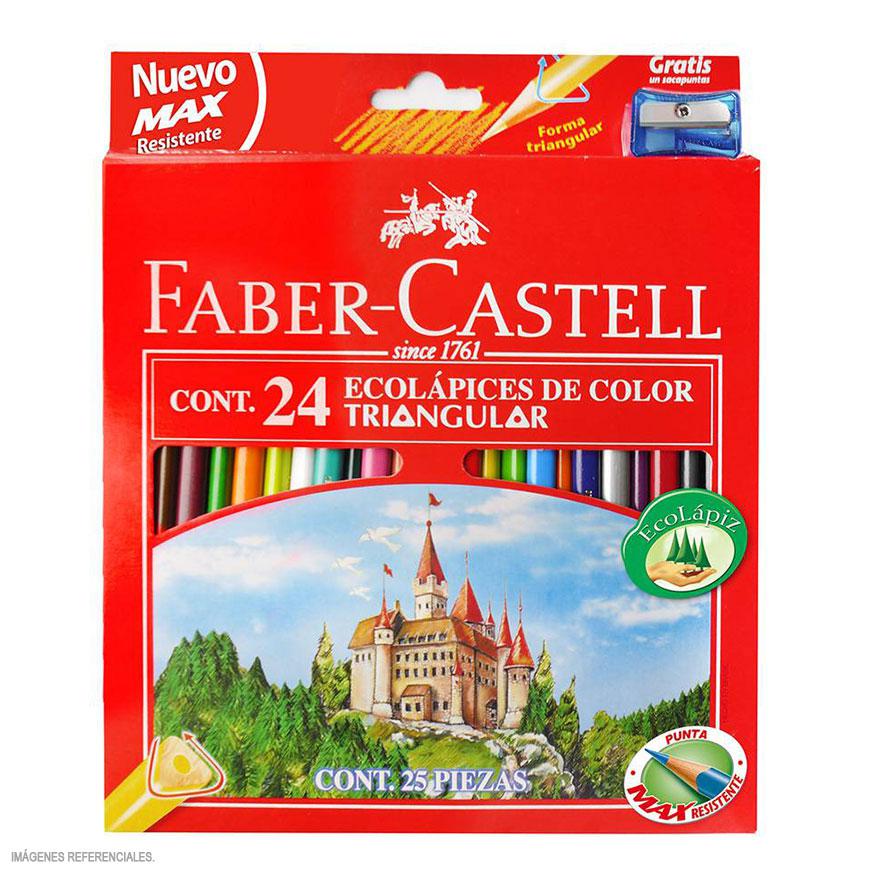 Nuevo
MAX
Resistente
Gratis
un sacapuntas
Forma
triangular
FABER-CASTELL
since 1761
CONT. 24 ECOLÁPICES DE COLOR
TRIANGULAR
EcoLápiz
CONT. 25 PIEZAS
PUNTA
MAX
RESISTENTE
IMÁGENES REFERENCIALES.